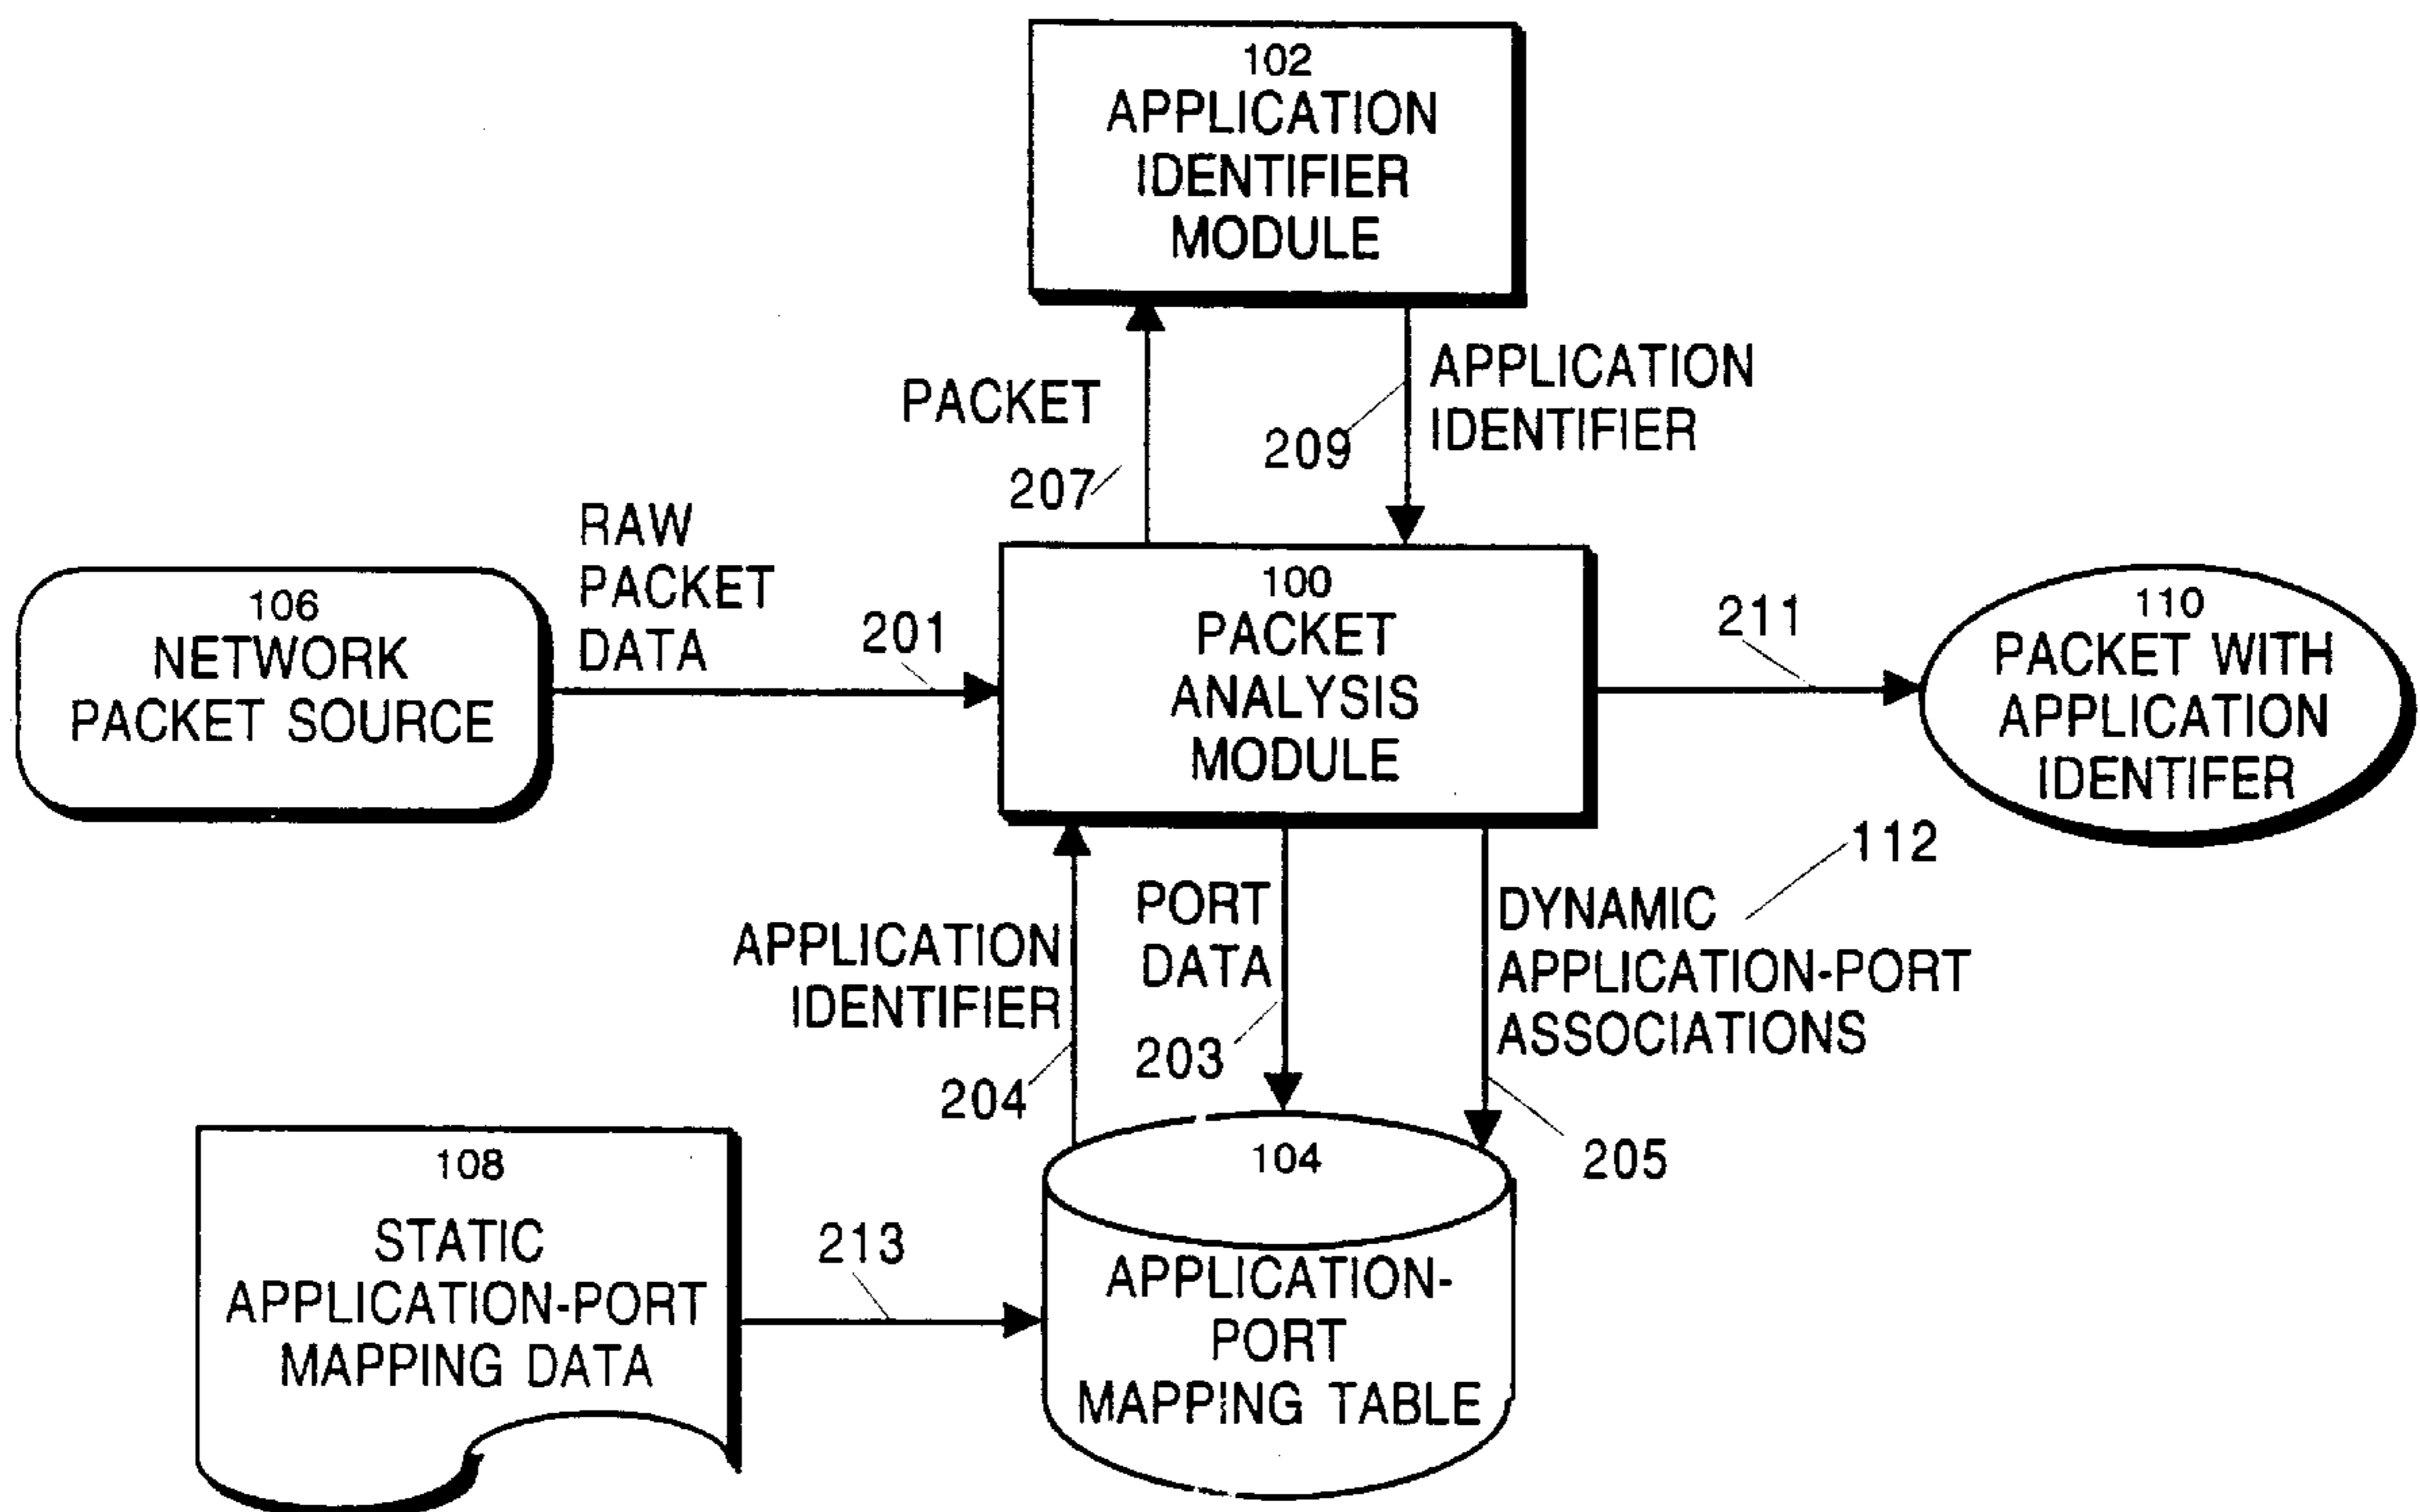 102
APPLICATION
IDENTIFIER
MODULE
PACKET
207
209
APPLICATION
IDENTIFIER
RAW
PACKET
DATA
201
106
NETWORK
PACKET SOURCE
100
PACKET
ANALYSIS
MODULE
211
110
PACKET WITH
APPLICATION
IDENTIFER
112
APPLICATION
IDENTIFIER
204
PORT
DATA
203
DYNAMIC
APPLICATION-PORT
ASSOCIATIONS
205
108
STATIC
APPLICATION-PORT
MAPPING DATA
213
104
APPLICATION-
PORT
MAPPING TABLE